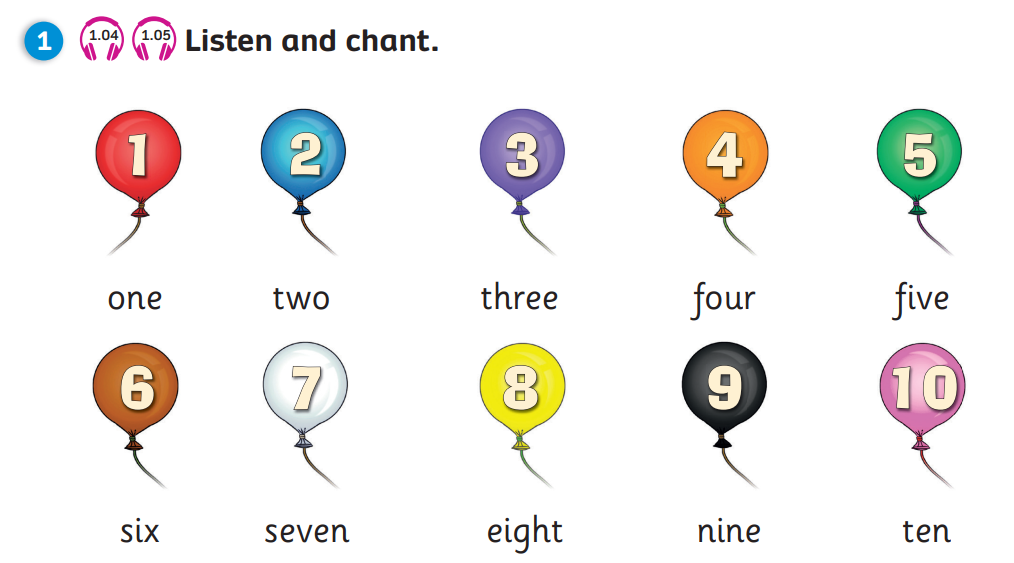 1 1.04 1.05 Listen and chant.
1 2 3 4 5
one two three four five
6 7 8 9 10
six seven eight nine ten